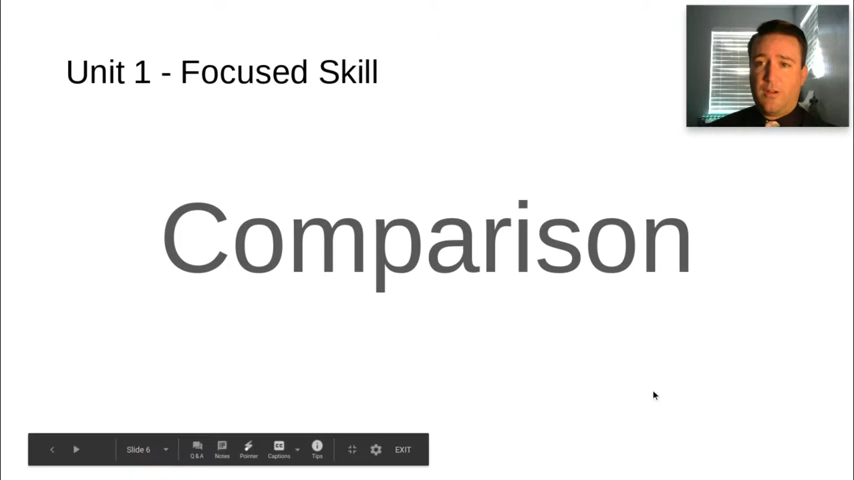 Unit 1 - Focused Skill
Comparison
Slide 6
Q & A
Notes
Pointer
Captions
Tips
EXIT